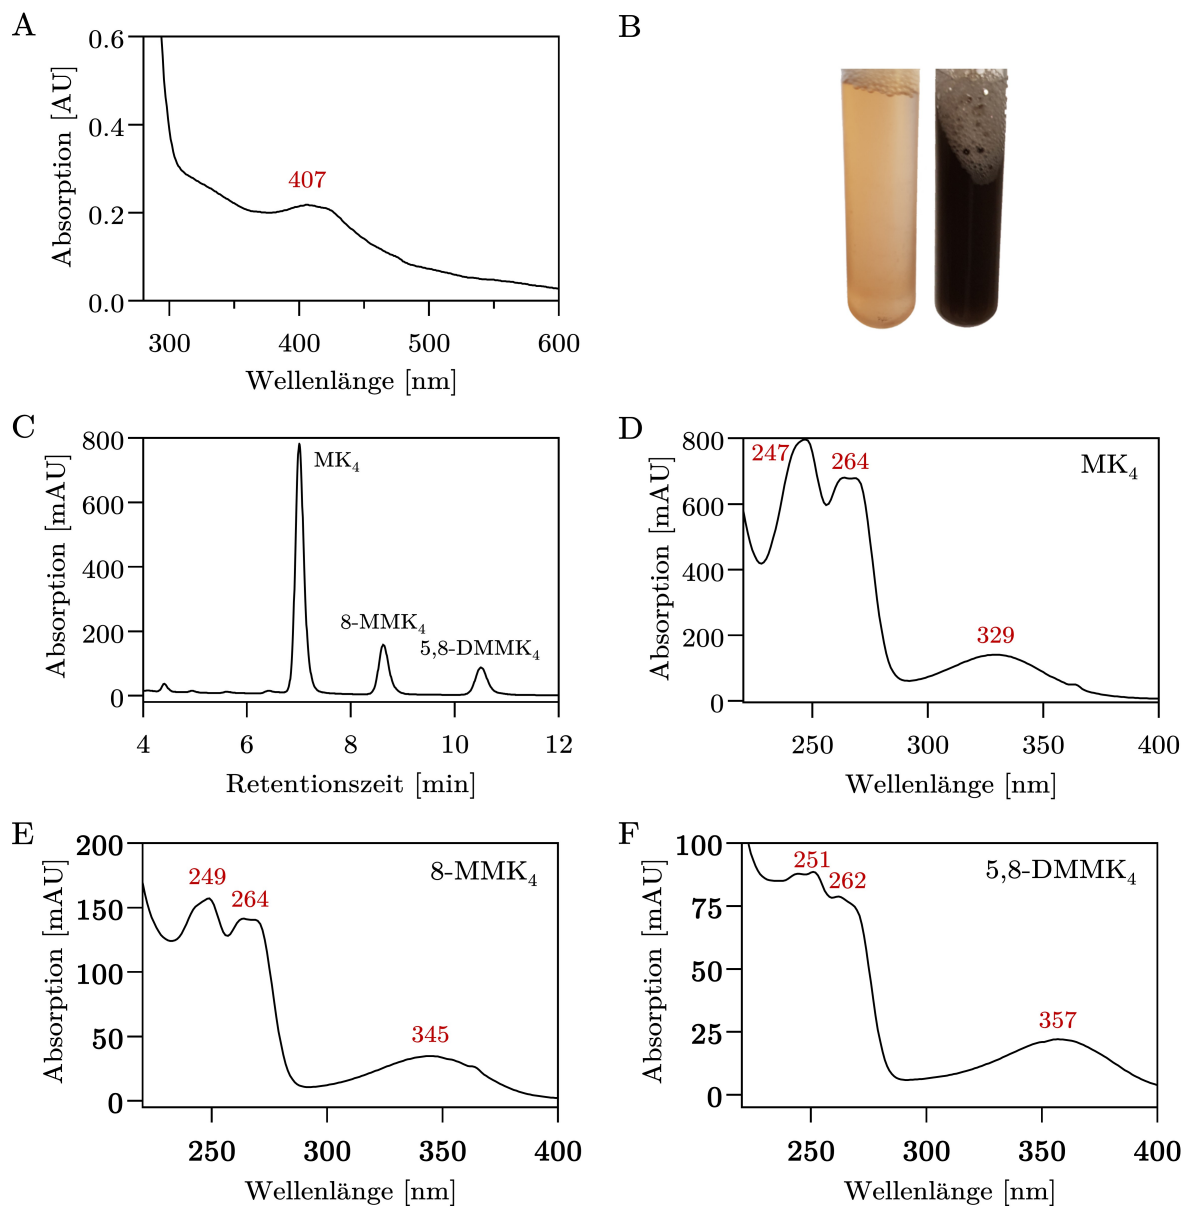 A
0.6
0.4
0.2
0.0
Absorption [AU]
407
300 400 500 600
Wellenlänge [nm]
B
C
800
600
400
200
0
Absorption [mAU]
MK4
8-MMK4
5,8-DMMK4
4 6 8 10 12
Retentionszeit [min]
D
800
600
400
200
0
Absorption [mAU]
247
264
329
MK4
250 300 350 400
Wellenlänge [nm]
E
200
150
100
50
0
Absorption [mAU]
249
264
345
8-MMK4
250 300 350 400
Wellenlänge [nm]
F
100
75
50
25
0
Absorption [mAU]
251
262
357
5,8-DMMK4
250 300 350 400
Wellenlänge [nm]